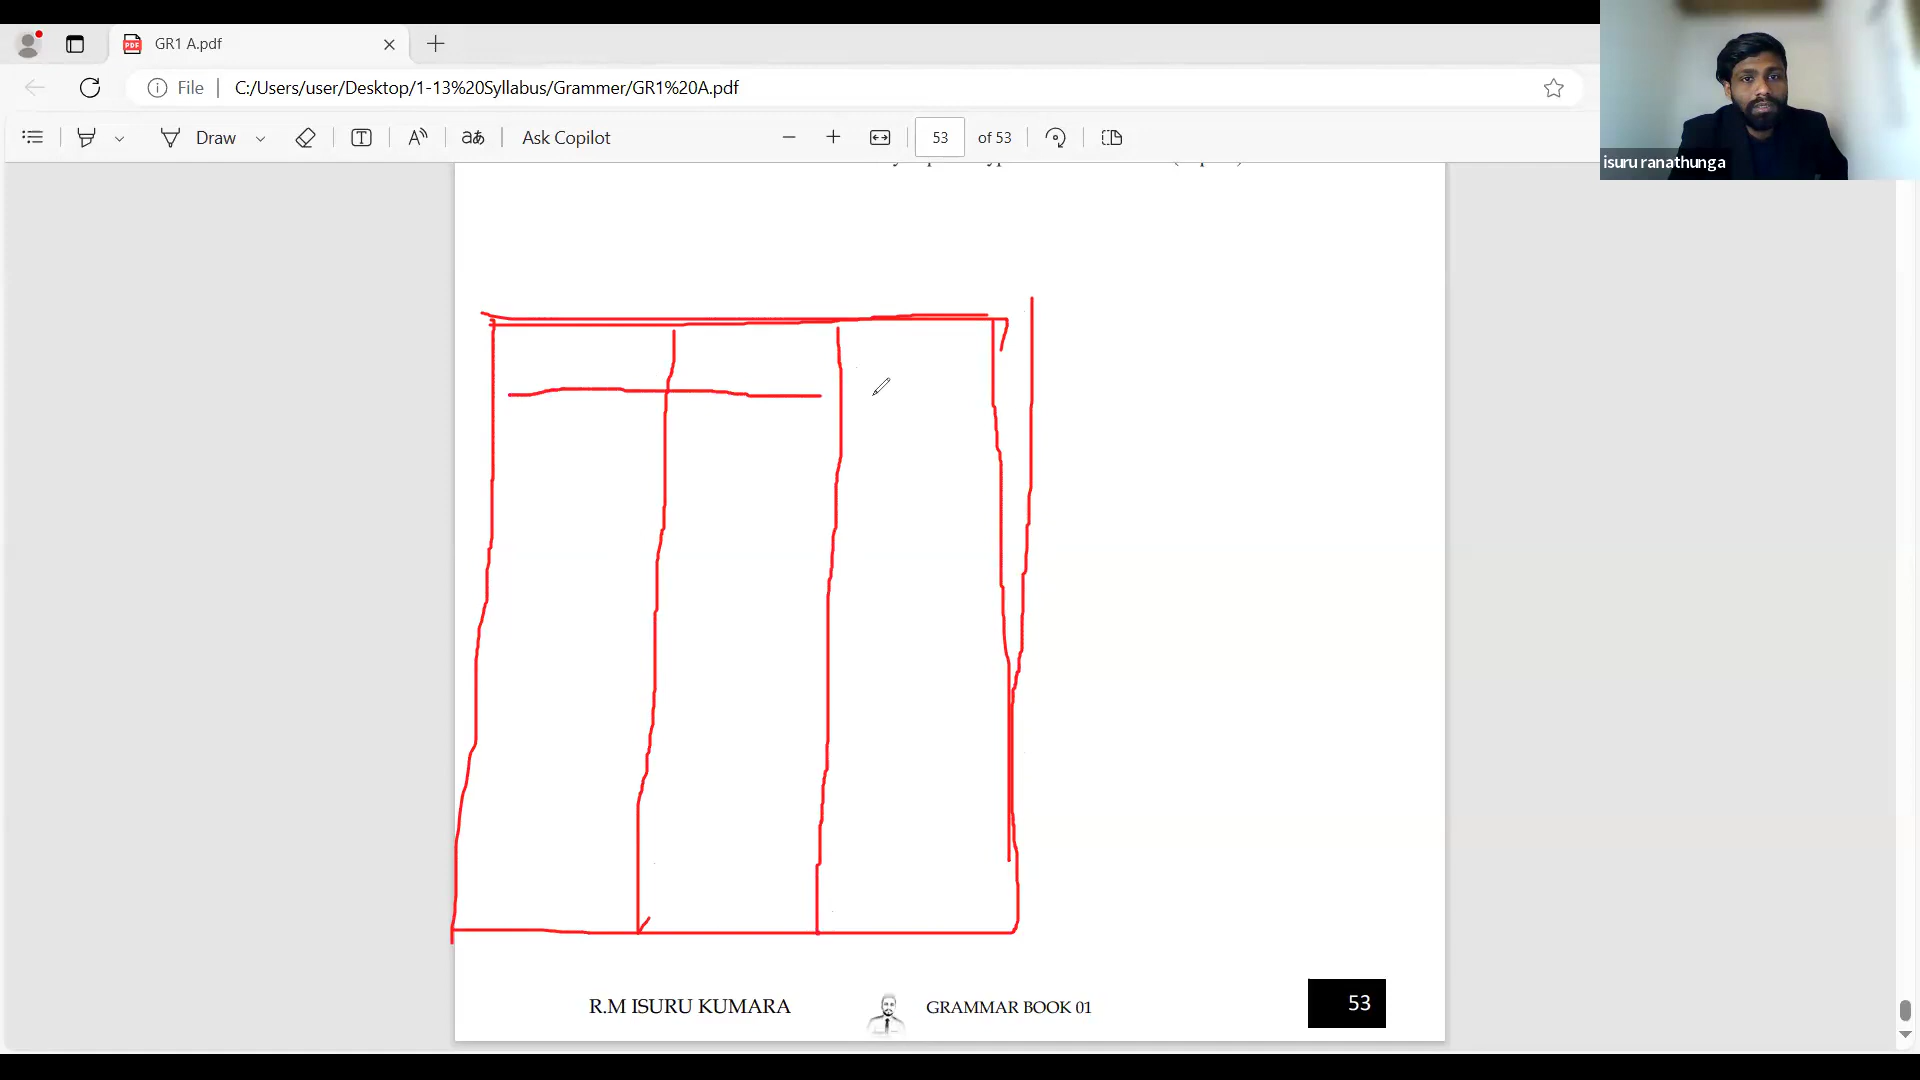 GR1 A.pdf
File
C:/Users/user/Desktop/1-13%20Syllabus/Grammer/GR1%20A.pdf
Draw
Ask Copilot
53 of 53
isuru ranathunga
R.M ISURU KUMARA
GRAMMAR BOOK 01
53